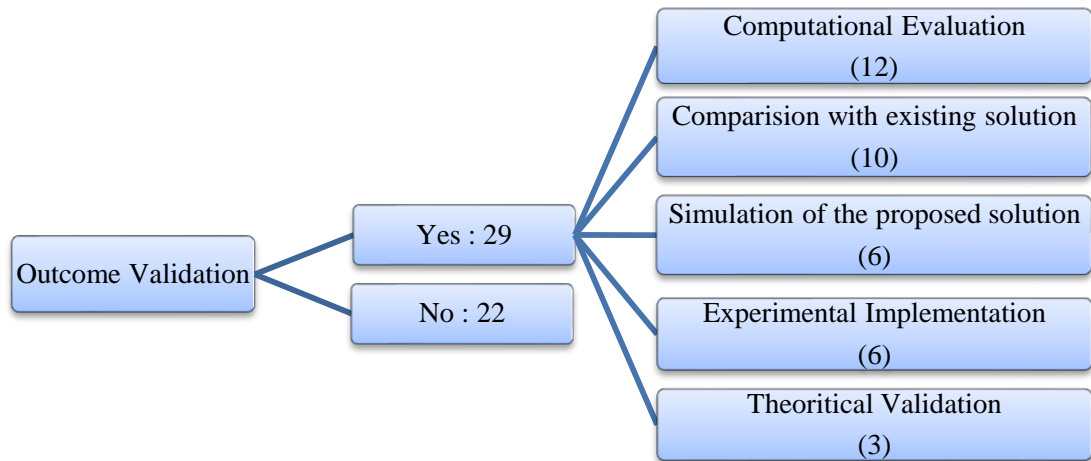 Outcome Validation
Yes : 29
No : 22
Computational Evaluation
(12)
Comparision with existing solution
(10)
Simulation of the proposed solution
(6)
Experimental Implementation
(6)
Theoritical Validation
(3)